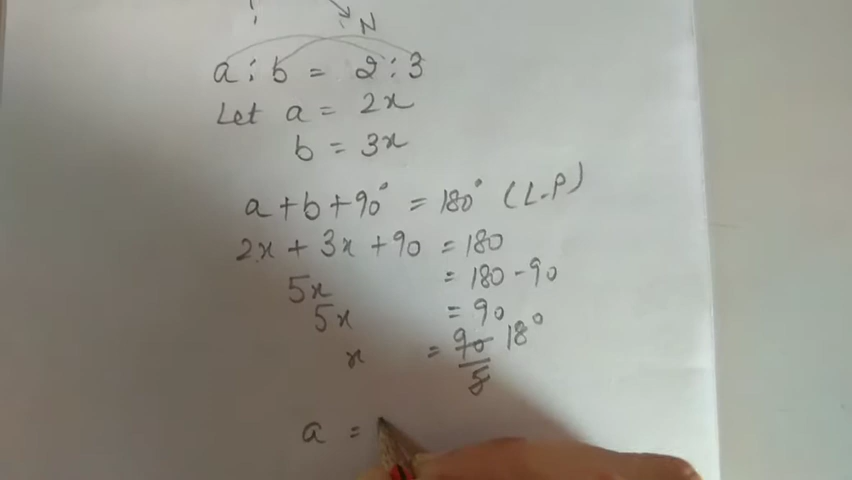 N
a : b = 2 : 3
Let a = 2x
b = 3x
a + b + 90° = 180° (L.P)
2x + 3x + 90 = 180
5x = 180 - 90
5x = 90
x = 90/5 18°
a =